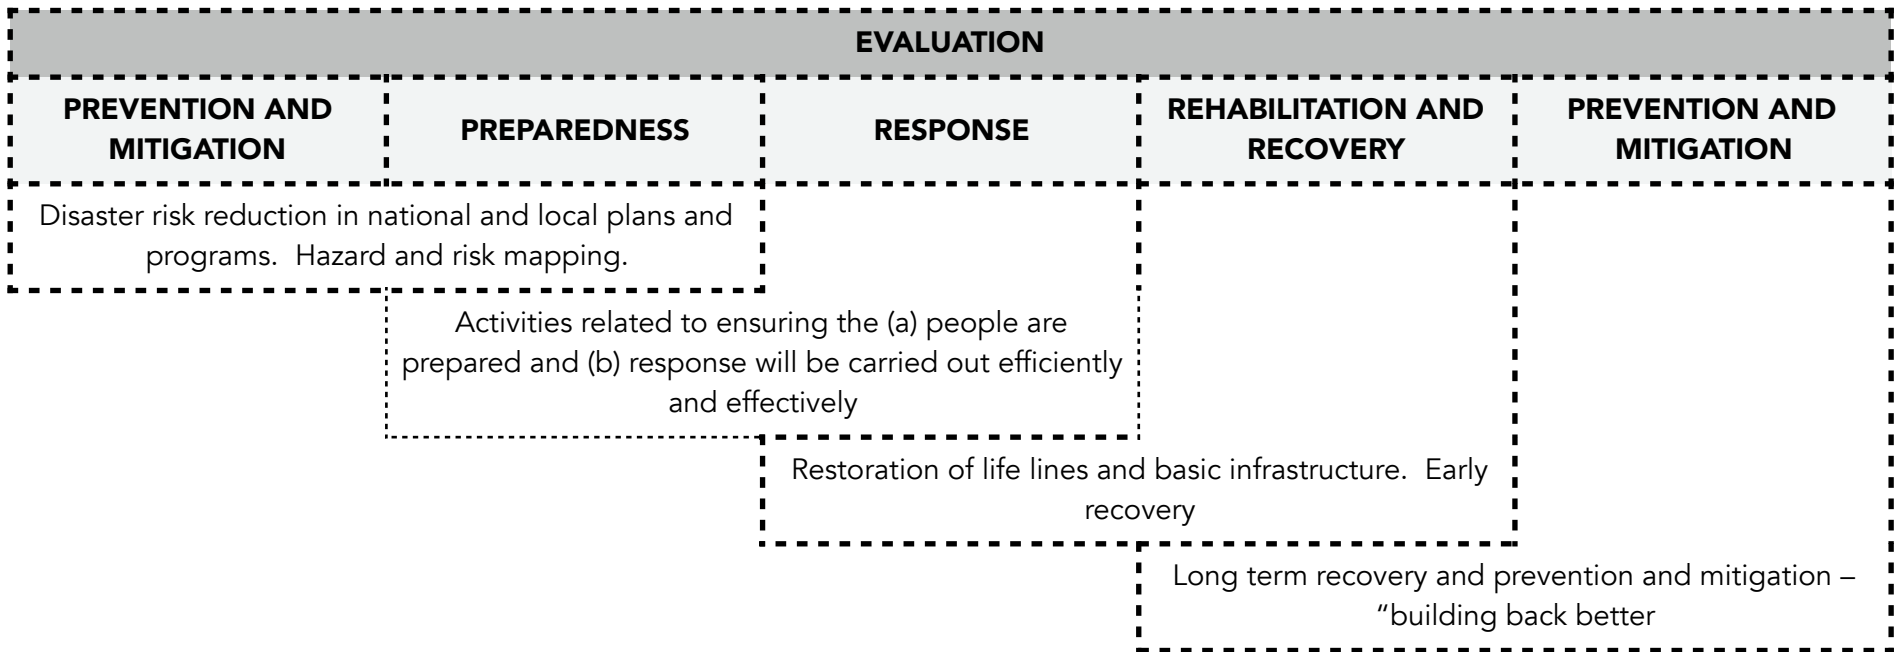 EVALUATION
PREVENTION AND
MITIGATION
PREPAREDNESS
RESPONSE
REHABILITATION AND
RECOVERY
PREVENTION AND
MITIGATION
Disaster risk reduction in national and local plans and
programs.  Hazard and risk mapping.
Activities related to ensuring the (a) people are
prepared and (b) response will be carried out efficiently
and effectively
Restoration of life lines and basic infrastructure.  Early
recovery
Long term recovery and prevention and mitigation –
“building back better